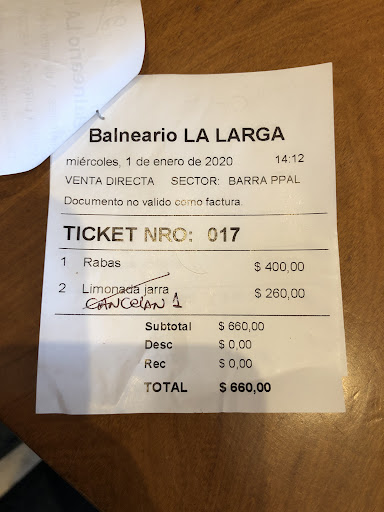 Balneario LA LARGA
miércoles, 1 de enero de 2020 14:12
VENTA DIRECTA SECTOR: BARRA PPAL
Documento no valido como factura.
TICKET NRO: 017
1 Rabas $ 400,00
2 Limonada jarra $ 260,00
CANCELAN 1
Subtotal $ 660,00
Desc $ 0,00
Rec $ 0,00
TOTAL $ 660,00